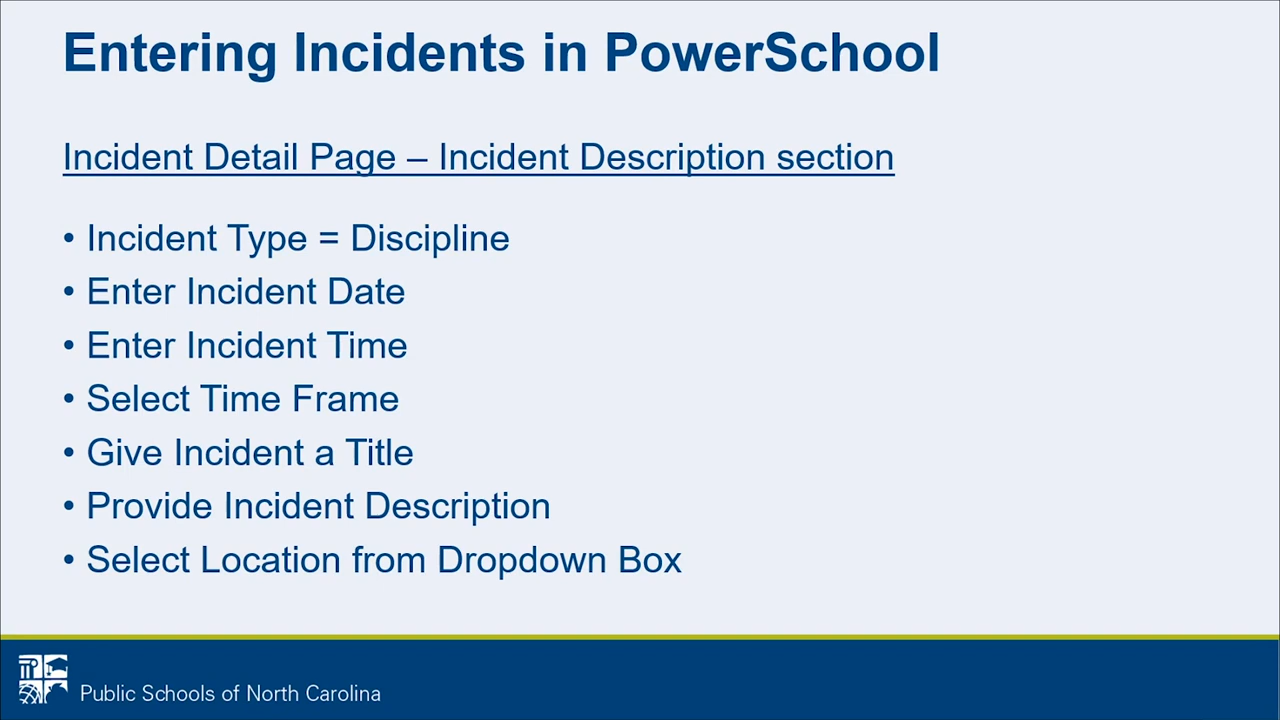 Entering Incidents in PowerSchool
Incident Detail Page – Incident Description section
• Incident Type = Discipline
• Enter Incident Date
• Enter Incident Time
• Select Time Frame
• Give Incident a Title
• Provide Incident Description
• Select Location from Dropdown Box
Public Schools of North Carolina